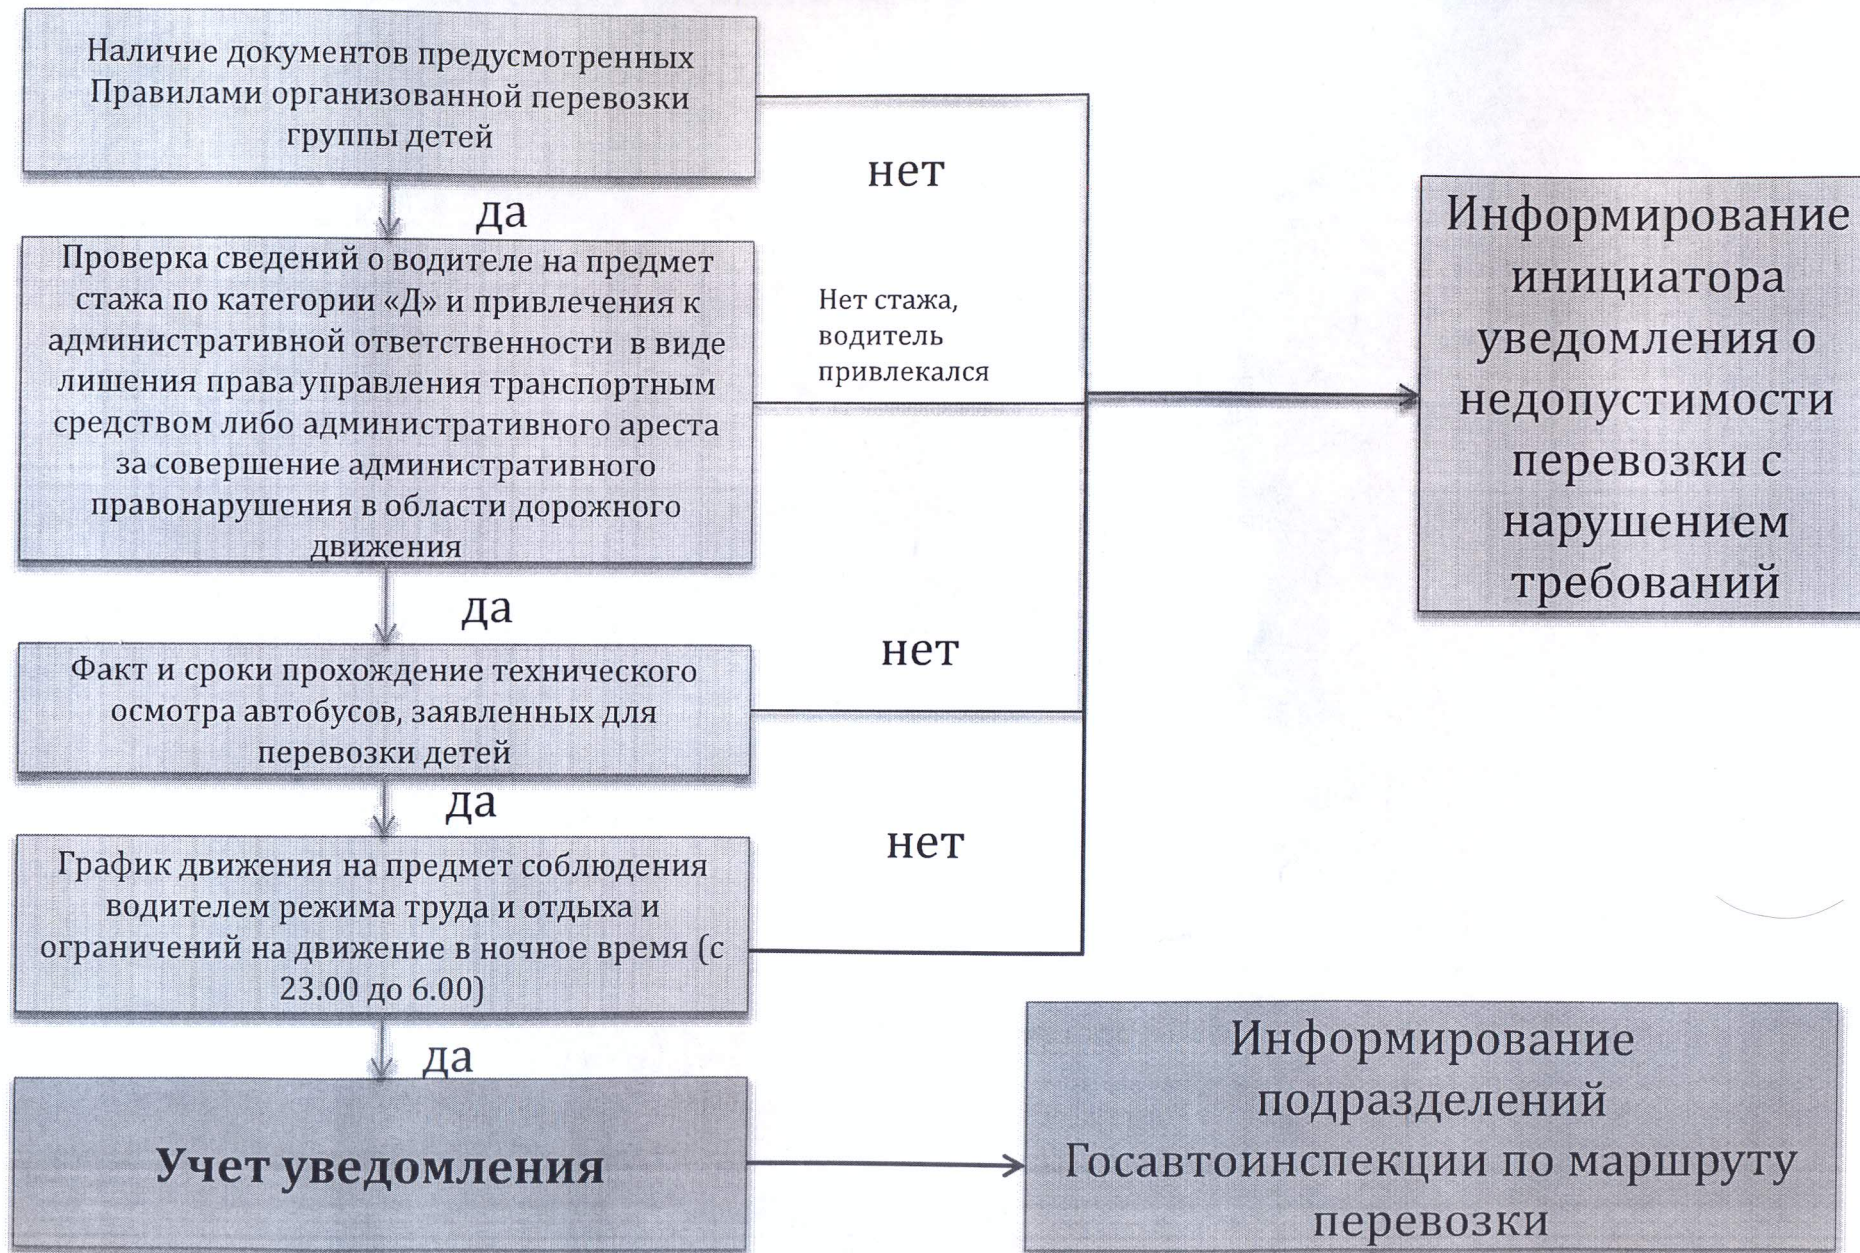 Наличие документов предусмотренных
Правилами организованной перевозки
группы детей
нет
да
Проверка сведений о водителе на предмет
стажа по категории «Д» и привлечения к
административной ответственности в виде
лишения права управления транспортным
средством либо административного ареста
за совершение административного
правонарушения в области дорожного
движения
Нет стажа,
водитель
привлекался
Информирование
инициатора
уведомления о
недопустимости
перевозки с
нарушением
требований
да
нет
Факт и сроки прохождение технического
осмотра автобусов, заявленных для
перевозки детей
да
нет
График движения на предмет соблюдения
водителем режима труда и отдыха и
ограничений на движение в ночное время (с
23.00 до 6.00)
да
Учет уведомления
Информирование
подразделений
Госавтоинспекции по маршруту
перевозки